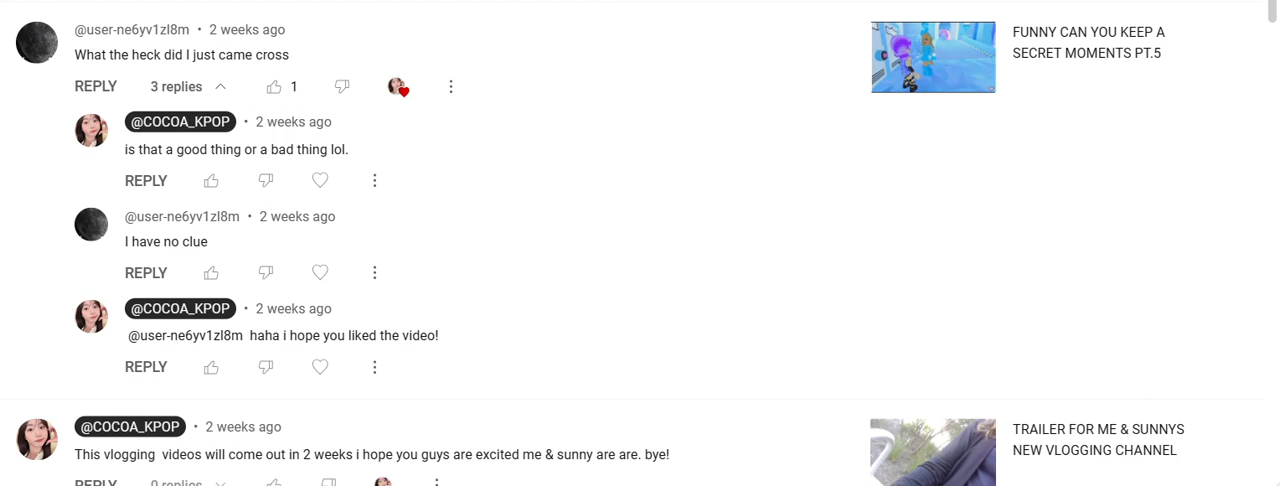 @user-ne6yv1zl8m • 2 weeks ago
What the heck did I just came cross
REPLY 3 replies 1
@COCOA_KPOP • 2 weeks ago
is that a good thing or a bad thing lol.
REPLY
@user-ne6yv1zl8m • 2 weeks ago
I have no clue
REPLY
@COCOA_KPOP • 2 weeks ago
@user-ne6yv1zl8m haha i hope you liked the video!
REPLY
FUNNY CAN YOU KEEP A
SECRET MOMENTS PT.5
@COCOA_KPOP • 2 weeks ago
This vlogging videos will come out in 2 weeks i hope you guys are excited me & sunny are are. bye!
REPLY 0 replies
TRAILER FOR ME & SUNNYS
NEW VLOGGING CHANNEL